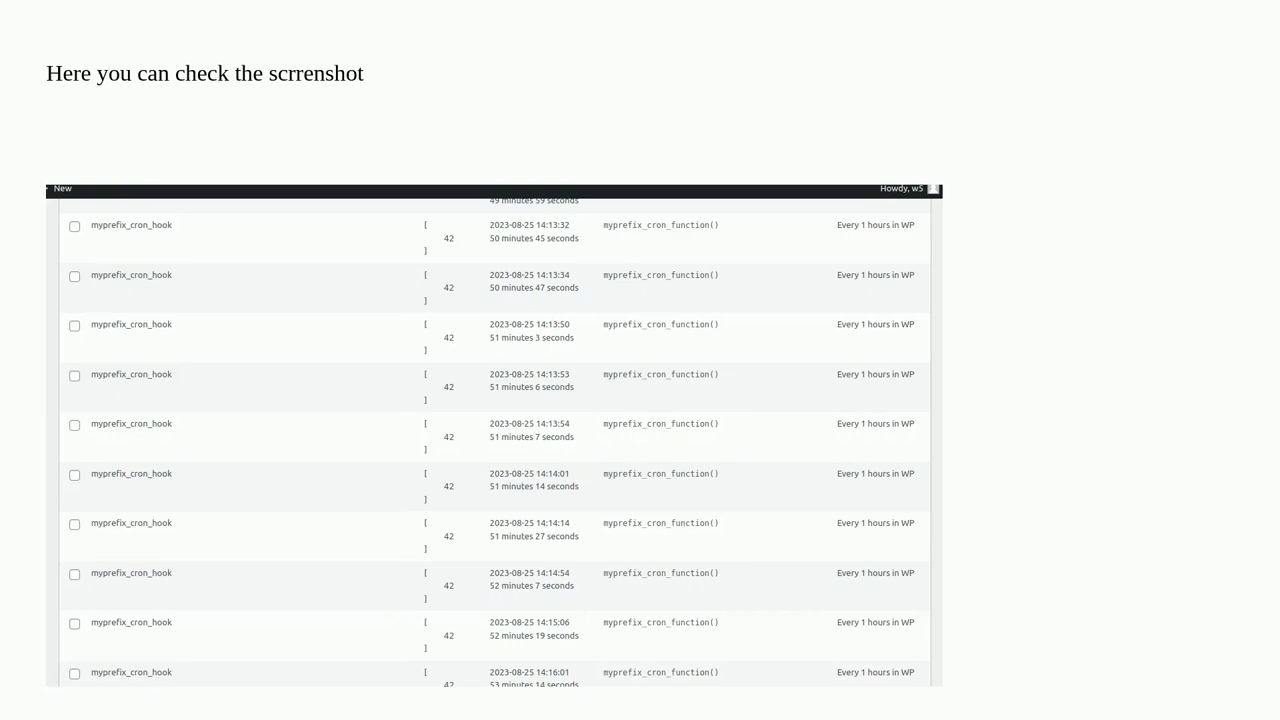 Here you can check the scrrenshot
New Howdy, wS
49 minutes 59 seconds
myprefix_cron_hook [ 2023-08-25 14:13:32 myprefix_cron_function() Every 1 hours in WP
42 50 minutes 45 seconds
]
myprefix_cron_hook [ 2023-08-25 14:13:34 myprefix_cron_function() Every 1 hours in WP
42 50 minutes 47 seconds
]
myprefix_cron_hook [ 2023-08-25 14:13:50 myprefix_cron_function() Every 1 hours in WP
42 51 minutes 3 seconds
]
myprefix_cron_hook [ 2023-08-25 14:13:53 myprefix_cron_function() Every 1 hours in WP
42 51 minutes 6 seconds
]
myprefix_cron_hook [ 2023-08-25 14:13:54 myprefix_cron_function() Every 1 hours in WP
42 51 minutes 7 seconds
]
myprefix_cron_hook [ 2023-08-25 14:14:01 myprefix_cron_function() Every 1 hours in WP
42 51 minutes 14 seconds
]
myprefix_cron_hook [ 2023-08-25 14:14:14 myprefix_cron_function() Every 1 hours in WP
42 51 minutes 27 seconds
]
myprefix_cron_hook [ 2023-08-25 14:14:54 myprefix_cron_function() Every 1 hours in WP
42 52 minutes 7 seconds
]
myprefix_cron_hook [ 2023-08-25 14:15:06 myprefix_cron_function() Every 1 hours in WP
42 52 minutes 19 seconds
]
myprefix_cron_hook [ 2023-08-25 14:16:01 myprefix_cron_function() Every 1 hours in WP
42 53 minutes 14 seconds